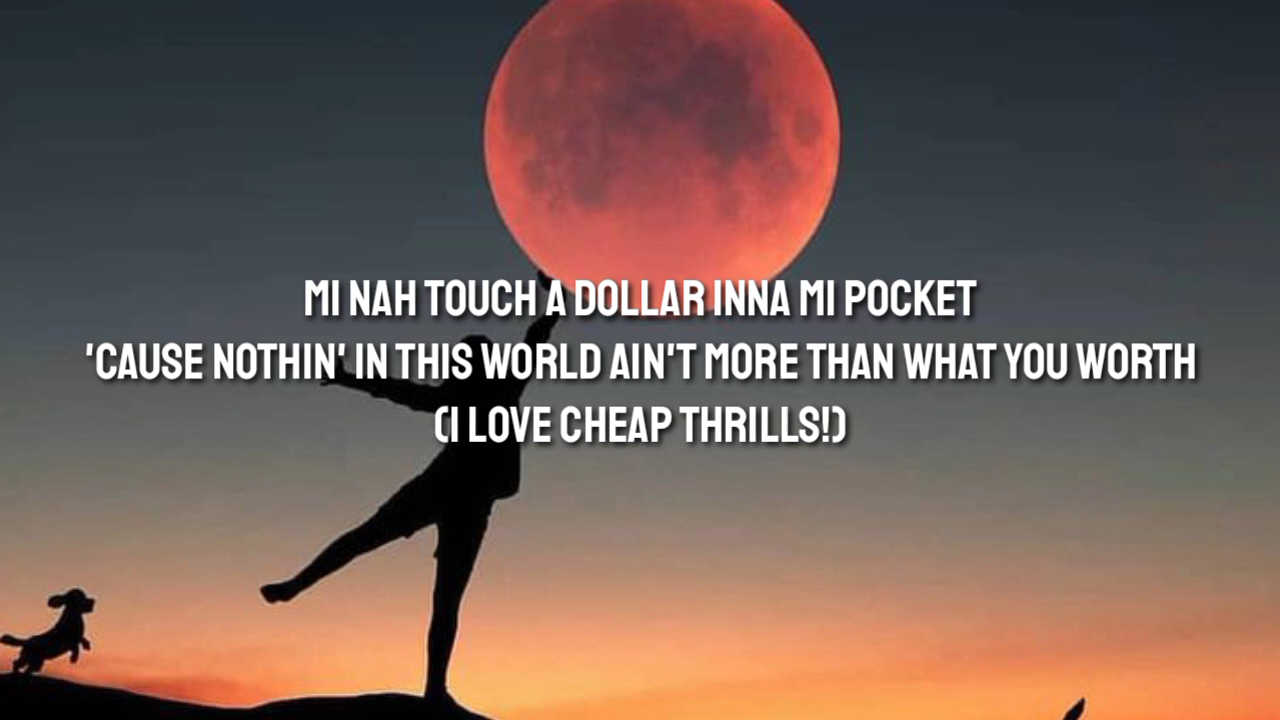 MI NAH TOUCH A DOLLAR INNA MI POCKET
'CAUSE NOTHIN' IN THIS WORLD AIN'T MORE THAN WHAT YOU WORTH
(I LOVE CHEAP THRILLS!)